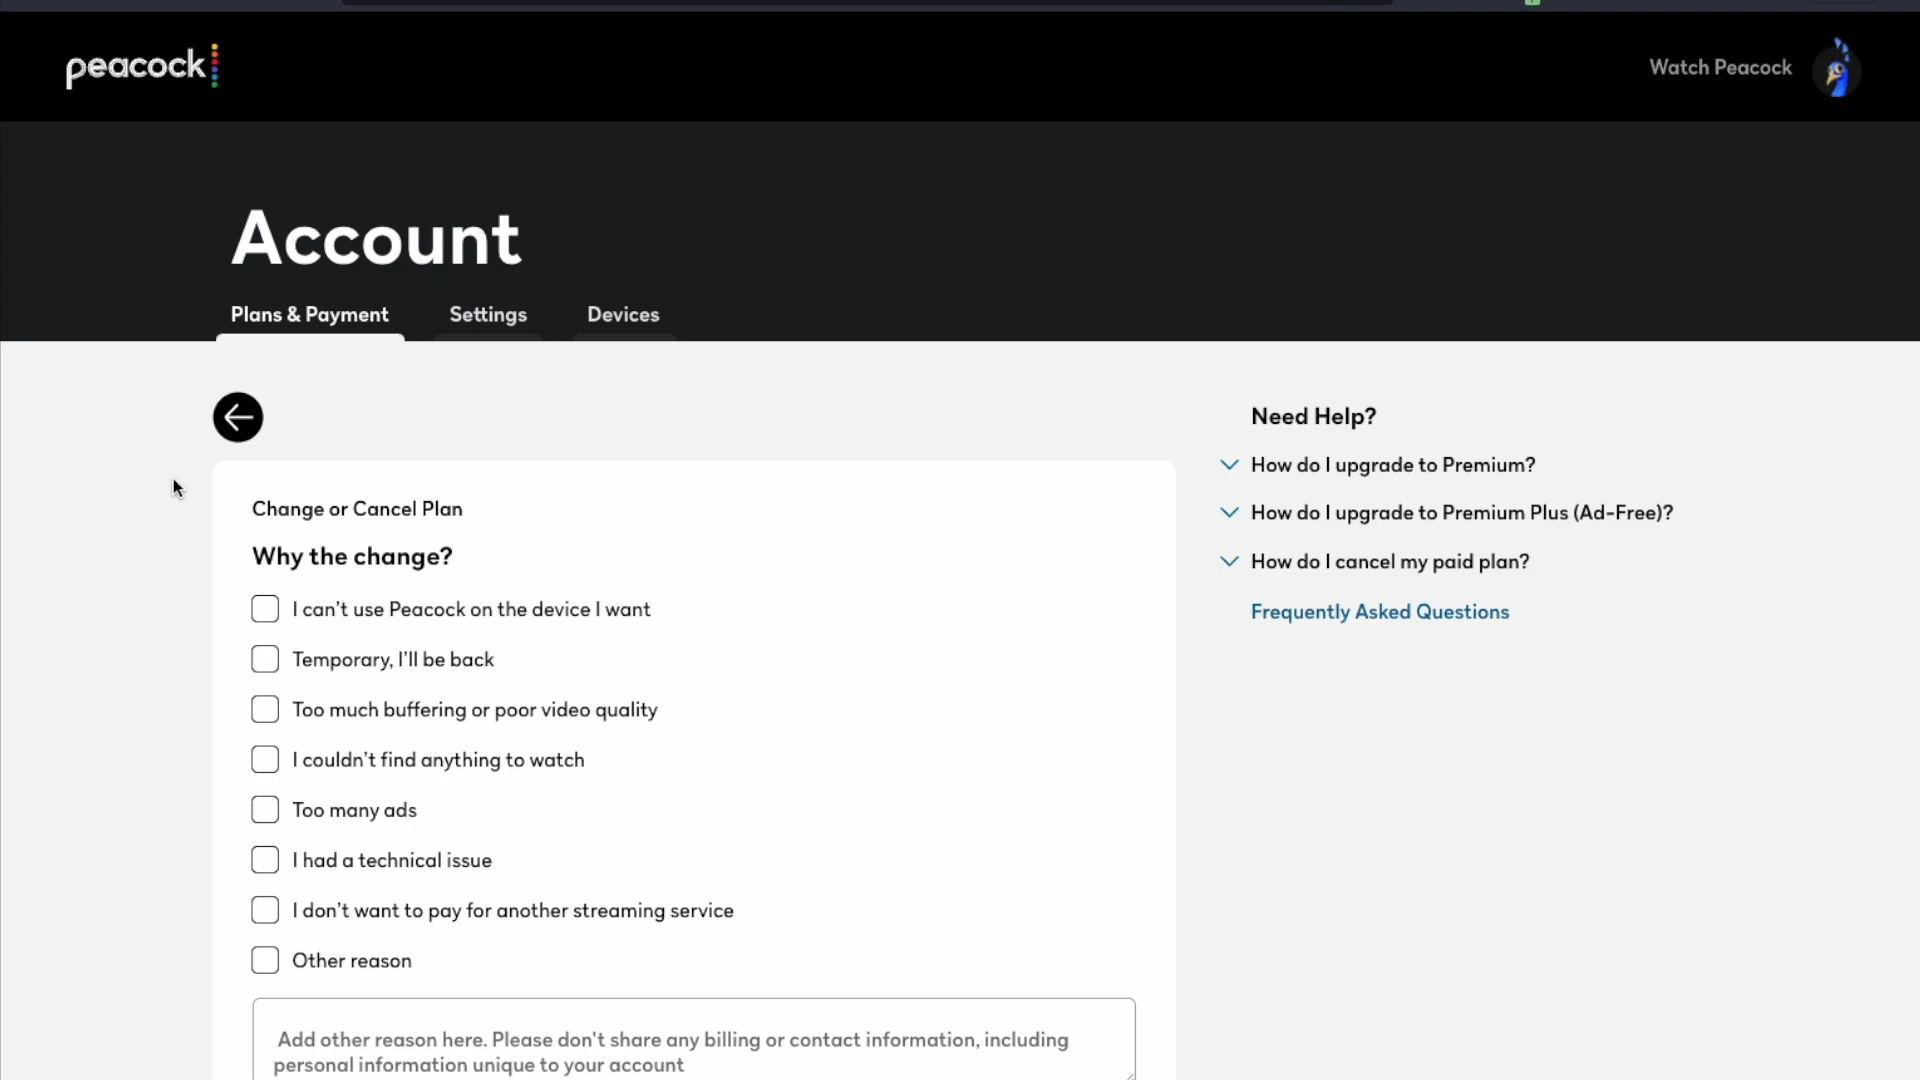 peacock
Watch Peacock
Account
Plans & Payment
Settings
Devices
Change or Cancel Plan
Why the change?
I can't use Peacock on the device I want
Temporary, I'll be back
Too much buffering or poor video quality
I couldn't find anything to watch
Too many ads
I had a technical issue
I don't want to pay for another streaming service
Other reason
Add other reason here. Please don't share any billing or contact information, including
personal information unique to your account
Need Help?
How do I upgrade to Premium?
How do I upgrade to Premium Plus (Ad-Free)?
How do I cancel my paid plan?
Frequently Asked Questions